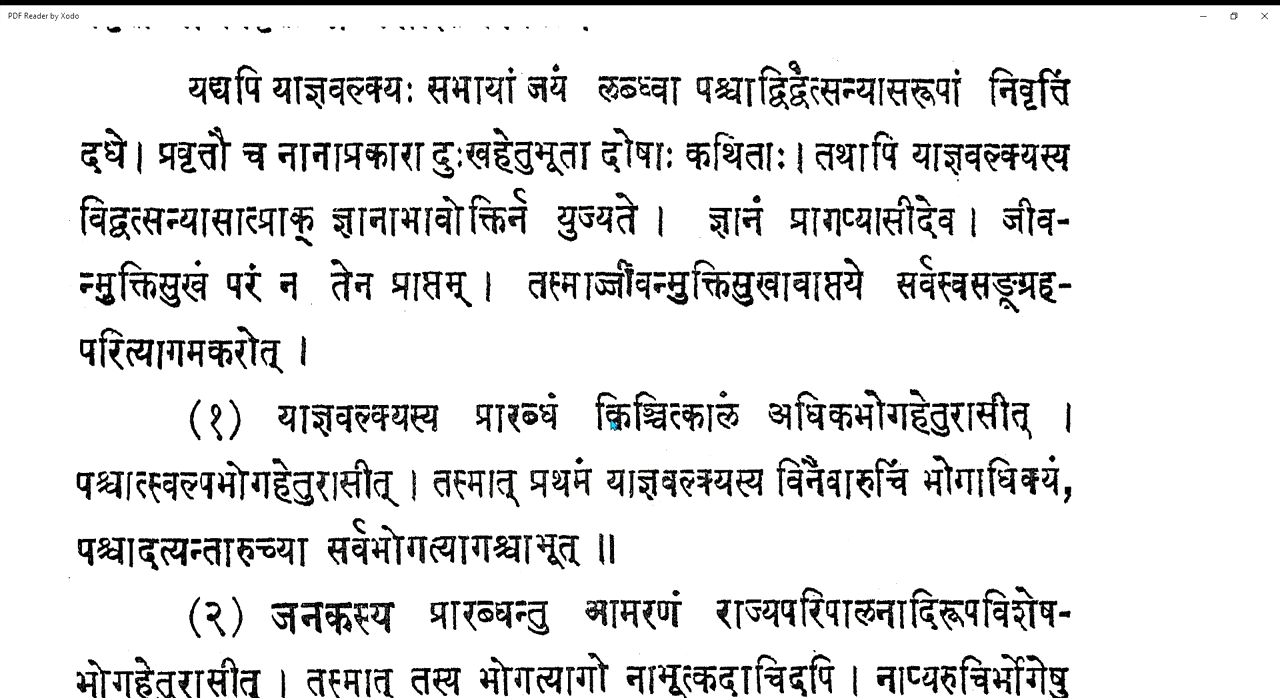 PDF Reader by Xodo
यद्यपि याज्ञवल्क्यः सभायां जयं लब्ध्वा पश्चाद्विद्वत्सन्यासरूपां निवृत्तिं
दधे। प्रवृत्तौ च नानाप्रकारा दुःखहेतुभूता दोषाः कथिताः। तथापि याज्ञवल्क्यस्य
विद्वत्सन्यासात्प्राक् ज्ञानाभावोक्तिर्न युज्यते। ज्ञानं प्रागप्यासीदेव। जीव-
न्मुक्तिसुखं परं न तेन प्राप्तम्। तस्माज्जीवन्मुक्तिसुखावाप्तये सर्वस्वसङ्ग्रह-
परित्यागमकरोत्।
(१) याज्ञवल्क्यस्य प्रारब्धं किञ्चित्कालं अधिकभोगहेतुरासीत्।
पश्चात्स्वल्पभोगहेतुरासीत्। तस्मात् प्रथमं याज्ञवल्क्यस्य विनैवारुचिं भोगाधिक्यं,
पश्चादत्यन्तारुच्या सर्वभोगत्यागश्चाभूत्॥
(२) जनकस्य प्रारब्धन्तु आमरणं राज्यपरिपालनादिरूपविशेष-
भोगहेतुरासीत्। तस्मात् तस्य भोगत्यागो नाभूत्कदाचिदपि। नाप्यरुचिर्भोगेषु